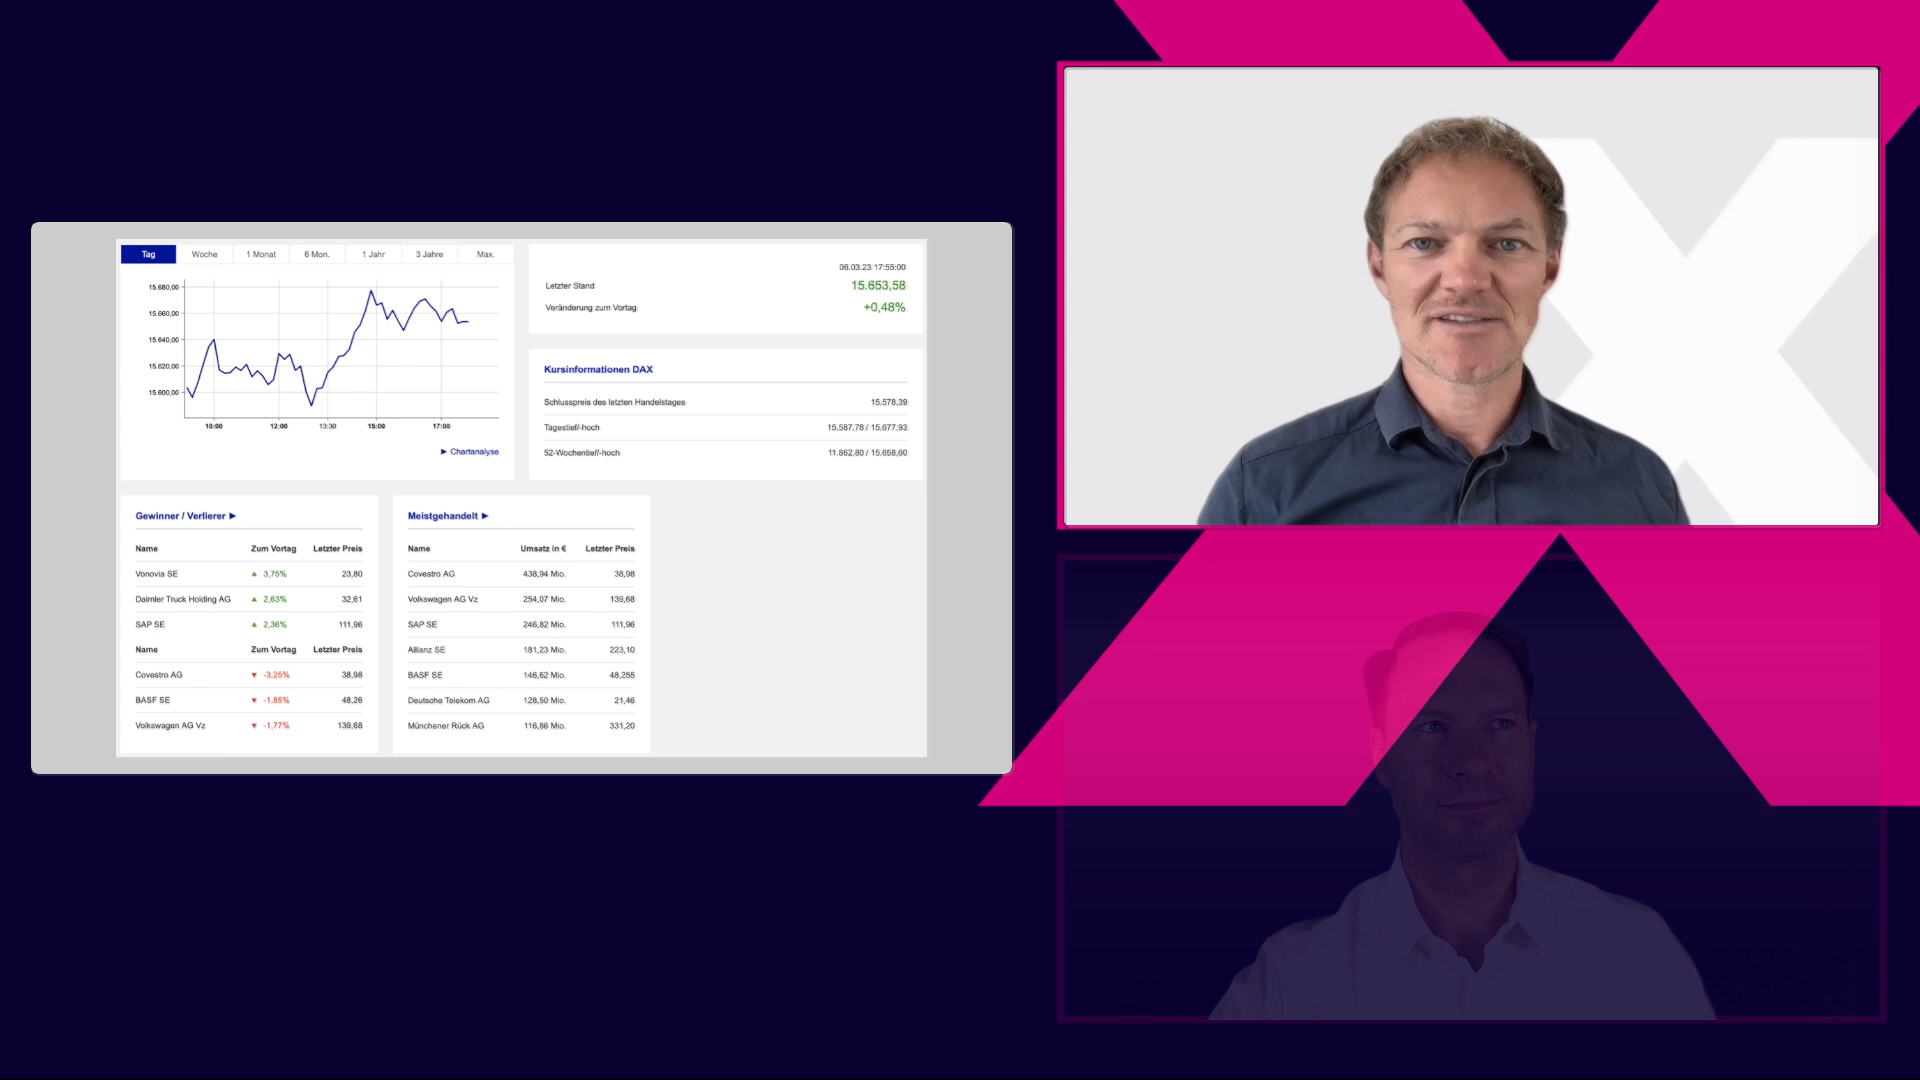 Tag Woche 1 Monat 6 Mon. 1 Jahr 3 Jahre Max.
15.680,00
15.660,00
15.640,00
15.620,00
15.600,00
10:00 12:00 13:30 15:00 17:00
► Chartanalyse
06.03.23 17:55:00
Letzter Stand 15.653,58
Veränderung zum Vortag +0,48%
Kursinformationen DAX
Schlusspreis des letzten Handelstages 15.578,39
Tagestief/-hoch 15.587,78 / 15.677,93
52-Wochentief/-hoch 11.862,80 / 15.658,60
Gewinner / Verlierer ►
Name Zum Vortag Letzter Preis
Vonovia SE ▲ 3,75% 23,80
Daimler Truck Holding AG ▲ 2,63% 32,61
SAP SE ▲ 2,36% 111,96
Name Zum Vortag Letzter Preis
Covestro AG ▼ -3,25% 38,98
BASF SE ▼ -1,85% 48,26
Volkswagen AG Vz ▼ -1,77% 139,68
Meistgehandelt ►
Name Umsatz in € Letzter Preis
Covestro AG 438,94 Mio. 38,98
Volkswagen AG Vz 254,07 Mio. 139,68
SAP SE 246,82 Mio. 111,96
Allianz SE 181,23 Mio. 223,10
BASF SE 146,62 Mio. 48,255
Deutsche Telekom AG 128,50 Mio. 21,46
Münchener Rück AG 116,86 Mio. 331,20